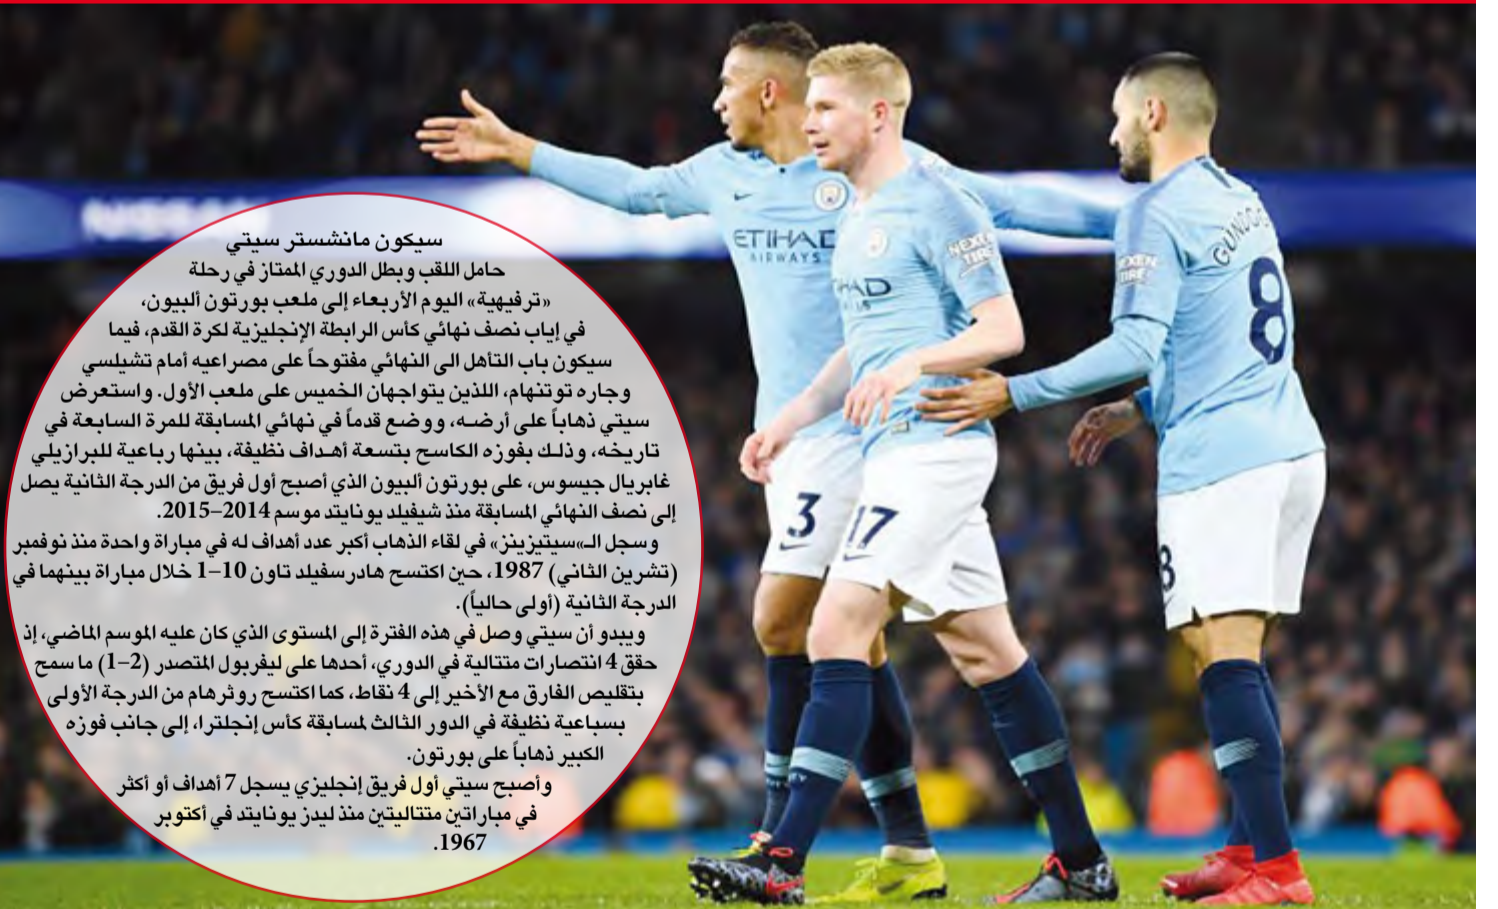 سيكون مانشستر سيتي
حامل اللقب وبطل الدوري الممتاز في رحلة
«ترفيهية» اليوم الأربعاء إلى ملعب بورتون ألبيون،
في إياب نصف نهائي كأس الرابطة الإنجليزية لكرة القدم، فيما
سيكون باب التأهل الى النهائي مفتوحاً على مصراعيه أمام تشيلسي
وجاره توتنهام، اللذين يتواجهان الخميس على ملعب الأول. واستعرض
سيتي ذهاباً على أرضه، ووضع قدماً في نهائي المسابقة للمرة السابعة في
تاريخه، وذلك بفوزه الكاسح بتسعة أهداف نظيفة، بينها رباعية للبرازيلي
غابريال جيسوس، على بورتون ألبيون الذي أصبح أول فريق من الدرجة الثانية يصل
إلى نصف النهائي المسابقة منذ شيفيلد يونايتد موسم 2014–2015.
وسجل الـ»سيتيزينز» في لقاء الذهاب أكبر عدد أهداف له في مباراة واحدة منذ نوفمبر
(تشرين الثاني) 1987، حين اكتسح هادرسفيلد تاون 10–1 خلال مباراة بينهما في
الدرجة الثانية (أولى حالياً).
ويبدو أن سيتي وصل في هذه الفترة إلى المستوى الذي كان عليه الموسم الماضي، إذ
حقق 4 انتصارات متتالية في الدوري، أحدها على ليفربول المتصدر (2–1) ما سمح
بتقليص الفارق مع الأخير إلى 4 نقاط، كما اكتسح روثرهام من الدرجة الأولى
بسباعية نظيفة في الدور الثالث لمسابقة كأس إنجلترا، إلى جانب فوزه
الكبير ذهاباً على بورتون.
وأصبح سيتي أول فريق إنجليزي يسجل 7 أهداف أو أكثر
في مباراتين متتاليتين منذ ليدز يونايتد في أكتوبر
1967.
ETIHAD
AIRWAYS
3
NEXEN
TIRE
17
NEXEN
TIRE
8
8